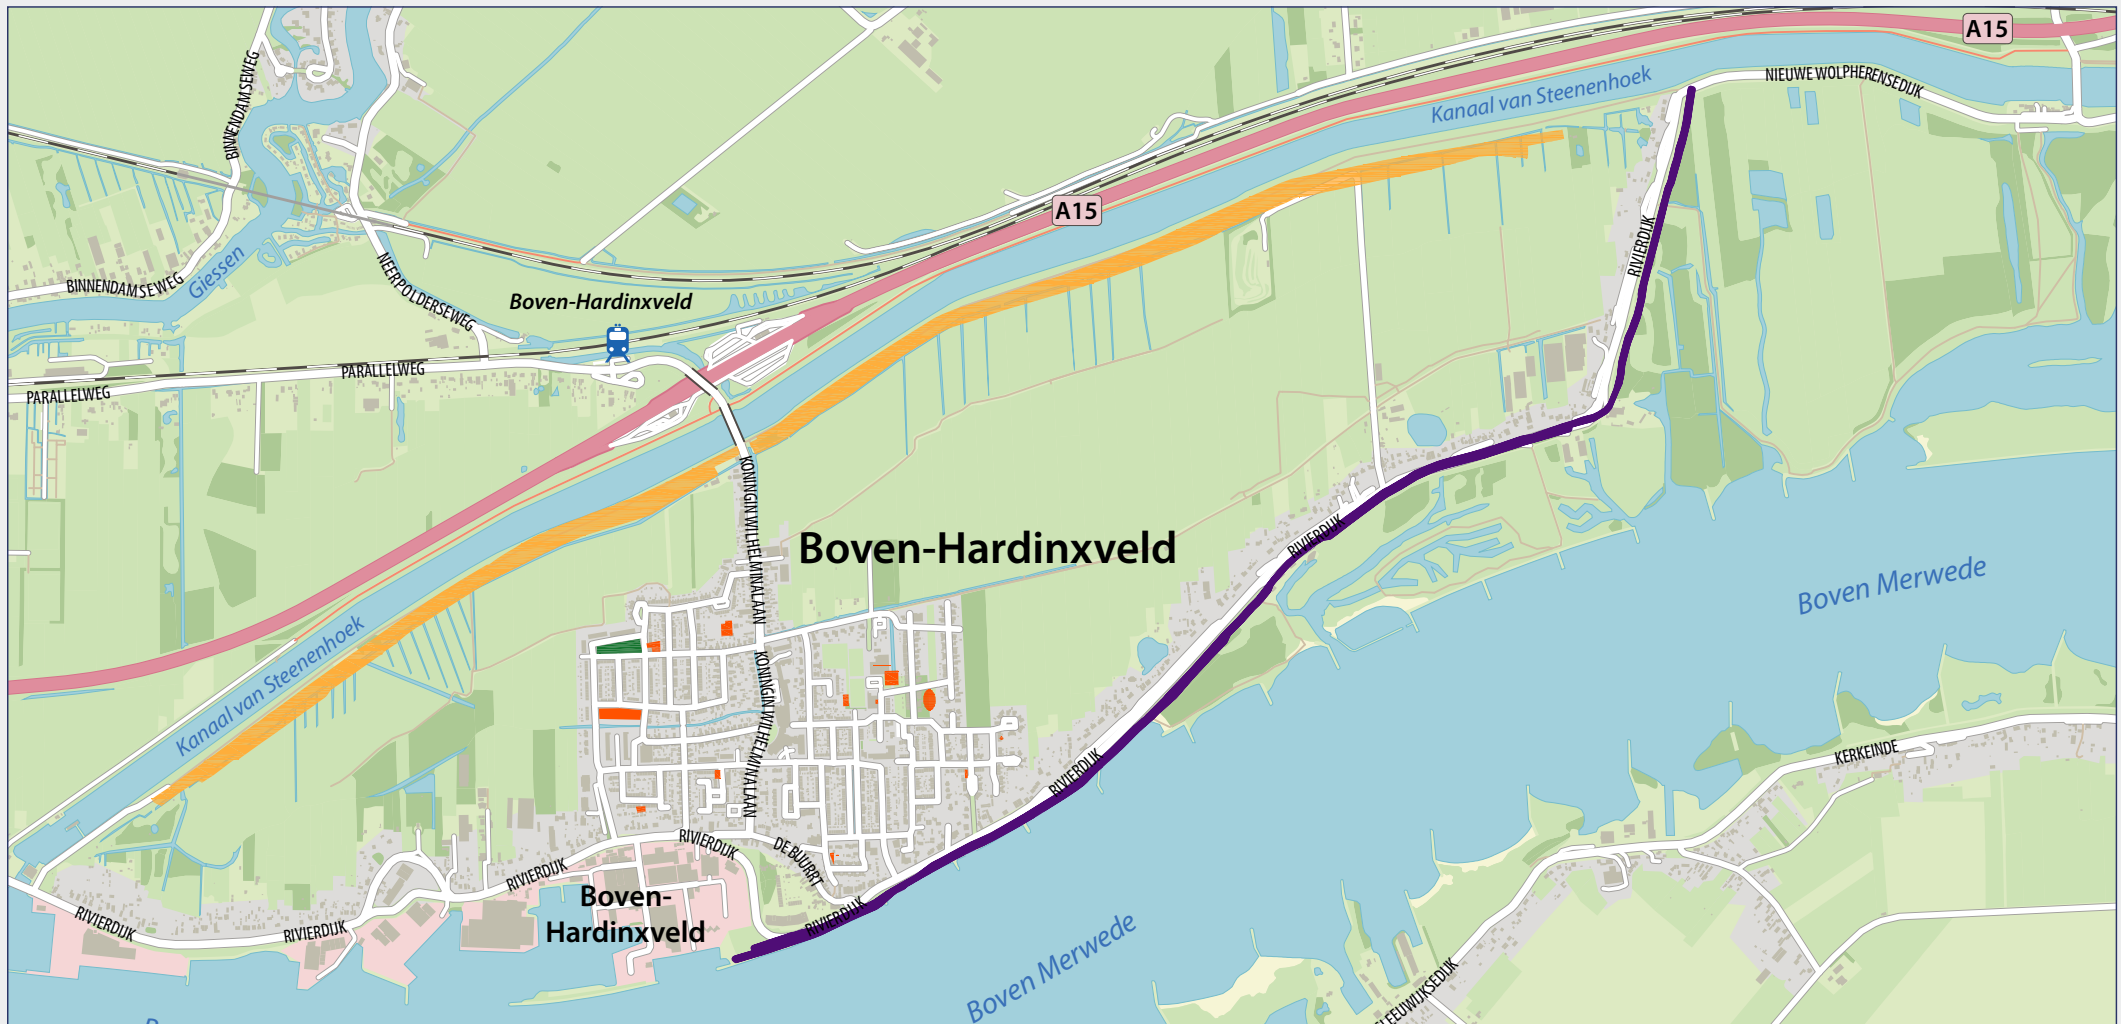 A15
NIEUWE WOLPHERENSEDIJK
Kanaal van Steenenhoek
BINNENDAMSEWEG
A15
RIVIERDIJK
BINNENDAMSEWEG
Giessen
NEERPOLDERSEWEG
Boven-Hardinxveld
PARALLELWEG
PARALLELWEG
KONINGIN WILHELMINALAAN
Boven-Hardinxveld
RIVIERDIJK
Boven Merwede
Kanaal van Steenenhoek
KONINGIN WILHELMINALAAN
RIVIERDIJK
KERKEINDE
RIVIERDIJK
DE BUURRT
RIVIERDIJK
Boven-
Hardinxveld
RIVIERDIJK
RIVIERDIJK
RIVIERDIJK
Boven Merwede
SLEEUWIJKSEDIJK